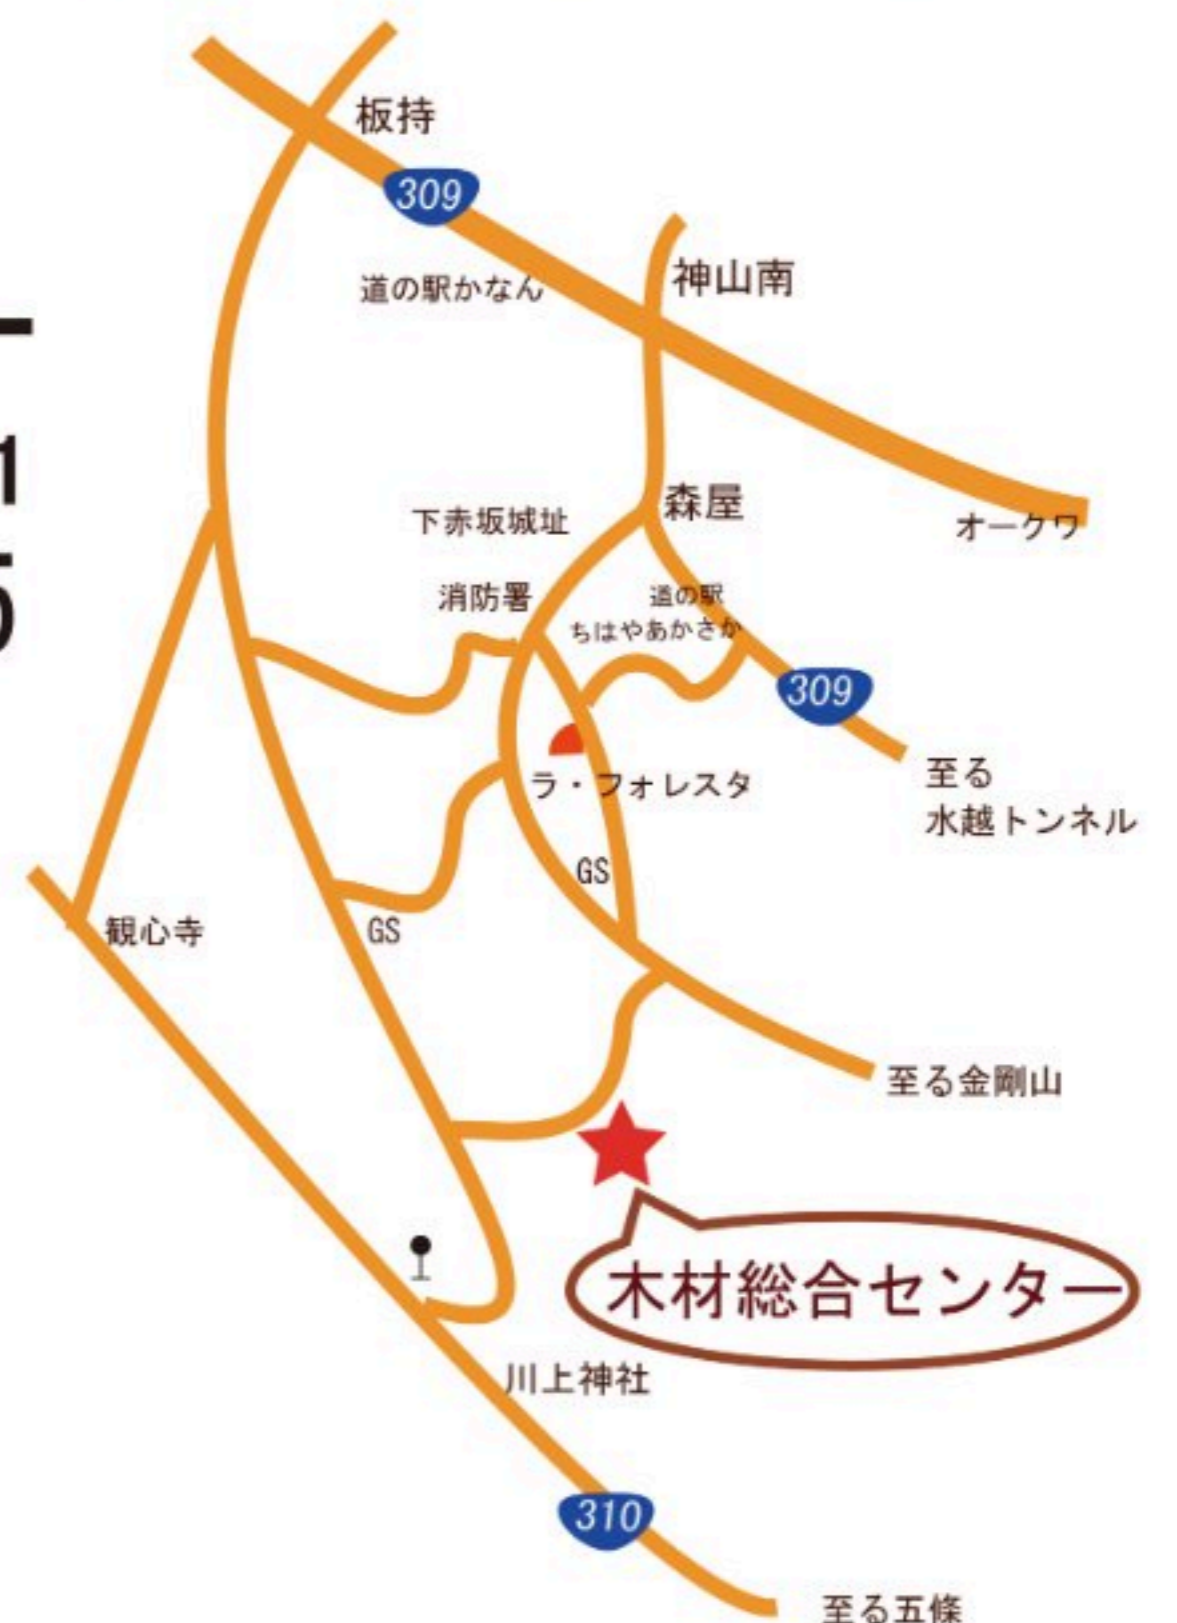 板持
309
神山南
道の駅かなん
ー
1
5
森屋
下赤坂城址
オークワ
消防署
道の駅
ちはやあかさか
309
至る
水越トンネル
ラ・フォレスタ
GS
観心寺
GS
至る金剛山
木材総合センター
川上神社
310
至る五條